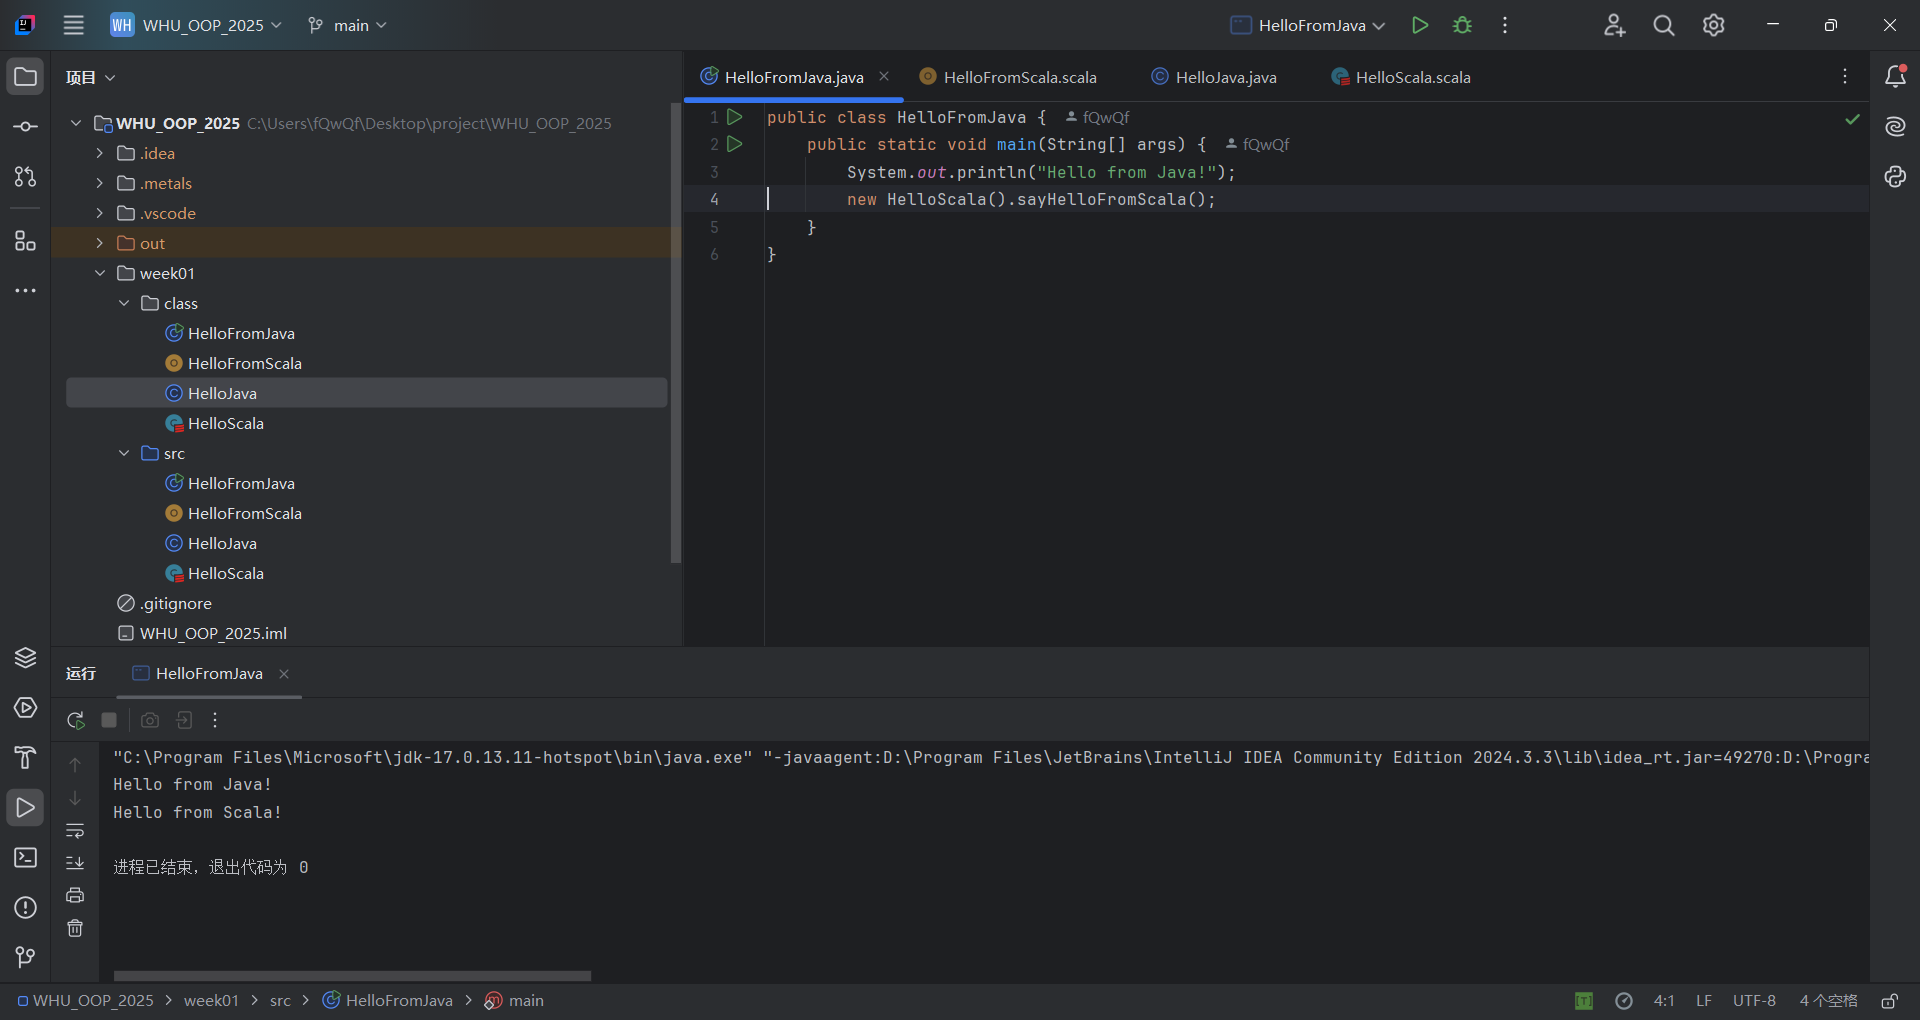 WH WHU_OOP_2025 main HelloFromJava
项目
HelloFromJava.java HelloFromScala.scala HelloJava.java HelloScala.scala
WHU_OOP_2025 C:\Users\fQwQf\Desktop\project\WHU_OOP_2025
.idea
.metals
.vscode
out
week01
class
HelloFromJava
HelloFromScala
HelloJava
HelloScala
src
HelloFromJava
HelloFromScala
HelloJava
HelloScala
.gitignore
WHU_OOP_2025.iml
1 public class HelloFromJava { fQwQf
2 public static void main(String[] args) { fQwQf
3 System.out.println("Hello from Java!");
4 new HelloScala().sayHelloFromScala();
5 }
6 }
运行 HelloFromJava
"C:\Program Files\Microsoft\jdk-17.0.13.11-hotspot\bin\java.exe" "-javaagent:D:\Program Files\JetBrains\IntelliJ IDEA Community Edition 2024.3.3\lib\idea_rt.jar=49270:D:\Progra
Hello from Java!
Hello from Scala!
进程已结束，退出代码为 0
WHU_OOP_2025 > week01 > src > HelloFromJava > main
[T] 4:1 LF UTF-8 4 个空格